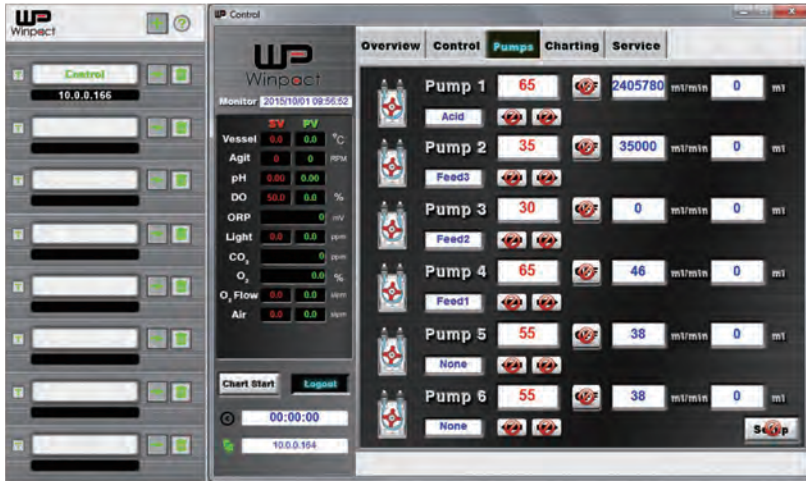 WP
Winpact
?
T Control
10.0.0.166
T
T
T
T
T
T
T
WP Control
WP
Winpact
Monitor 2015/10/01 09:56:52
SV PV
Vessel 0.0 0.0 °C
Agit 0 0 RPM
pH 0.00 0.00
DO 50.0 0.0 %
ORP 0 mV
Light 0.0 0.0 ppm
CO2 0 ppm
O2 0.0 %
O2 Flow 0.0 0.0
Air 0.0 0.0
Chart Start Logout
00:00:00
10.0.0.164
Overview Control Pumps Charting Service
Pump 1 65 2405780 ml/min 0 ml
Acid
Pump 2 35 35000 ml/min 0 ml
Feed3
Pump 3 30 0 ml/min 0 ml
Feed2
Pump 4 65 46 ml/min 0 ml
Feed1
Pump 5 55 38 ml/min 0 ml
None
Pump 6 55 38 ml/min 0 ml
None